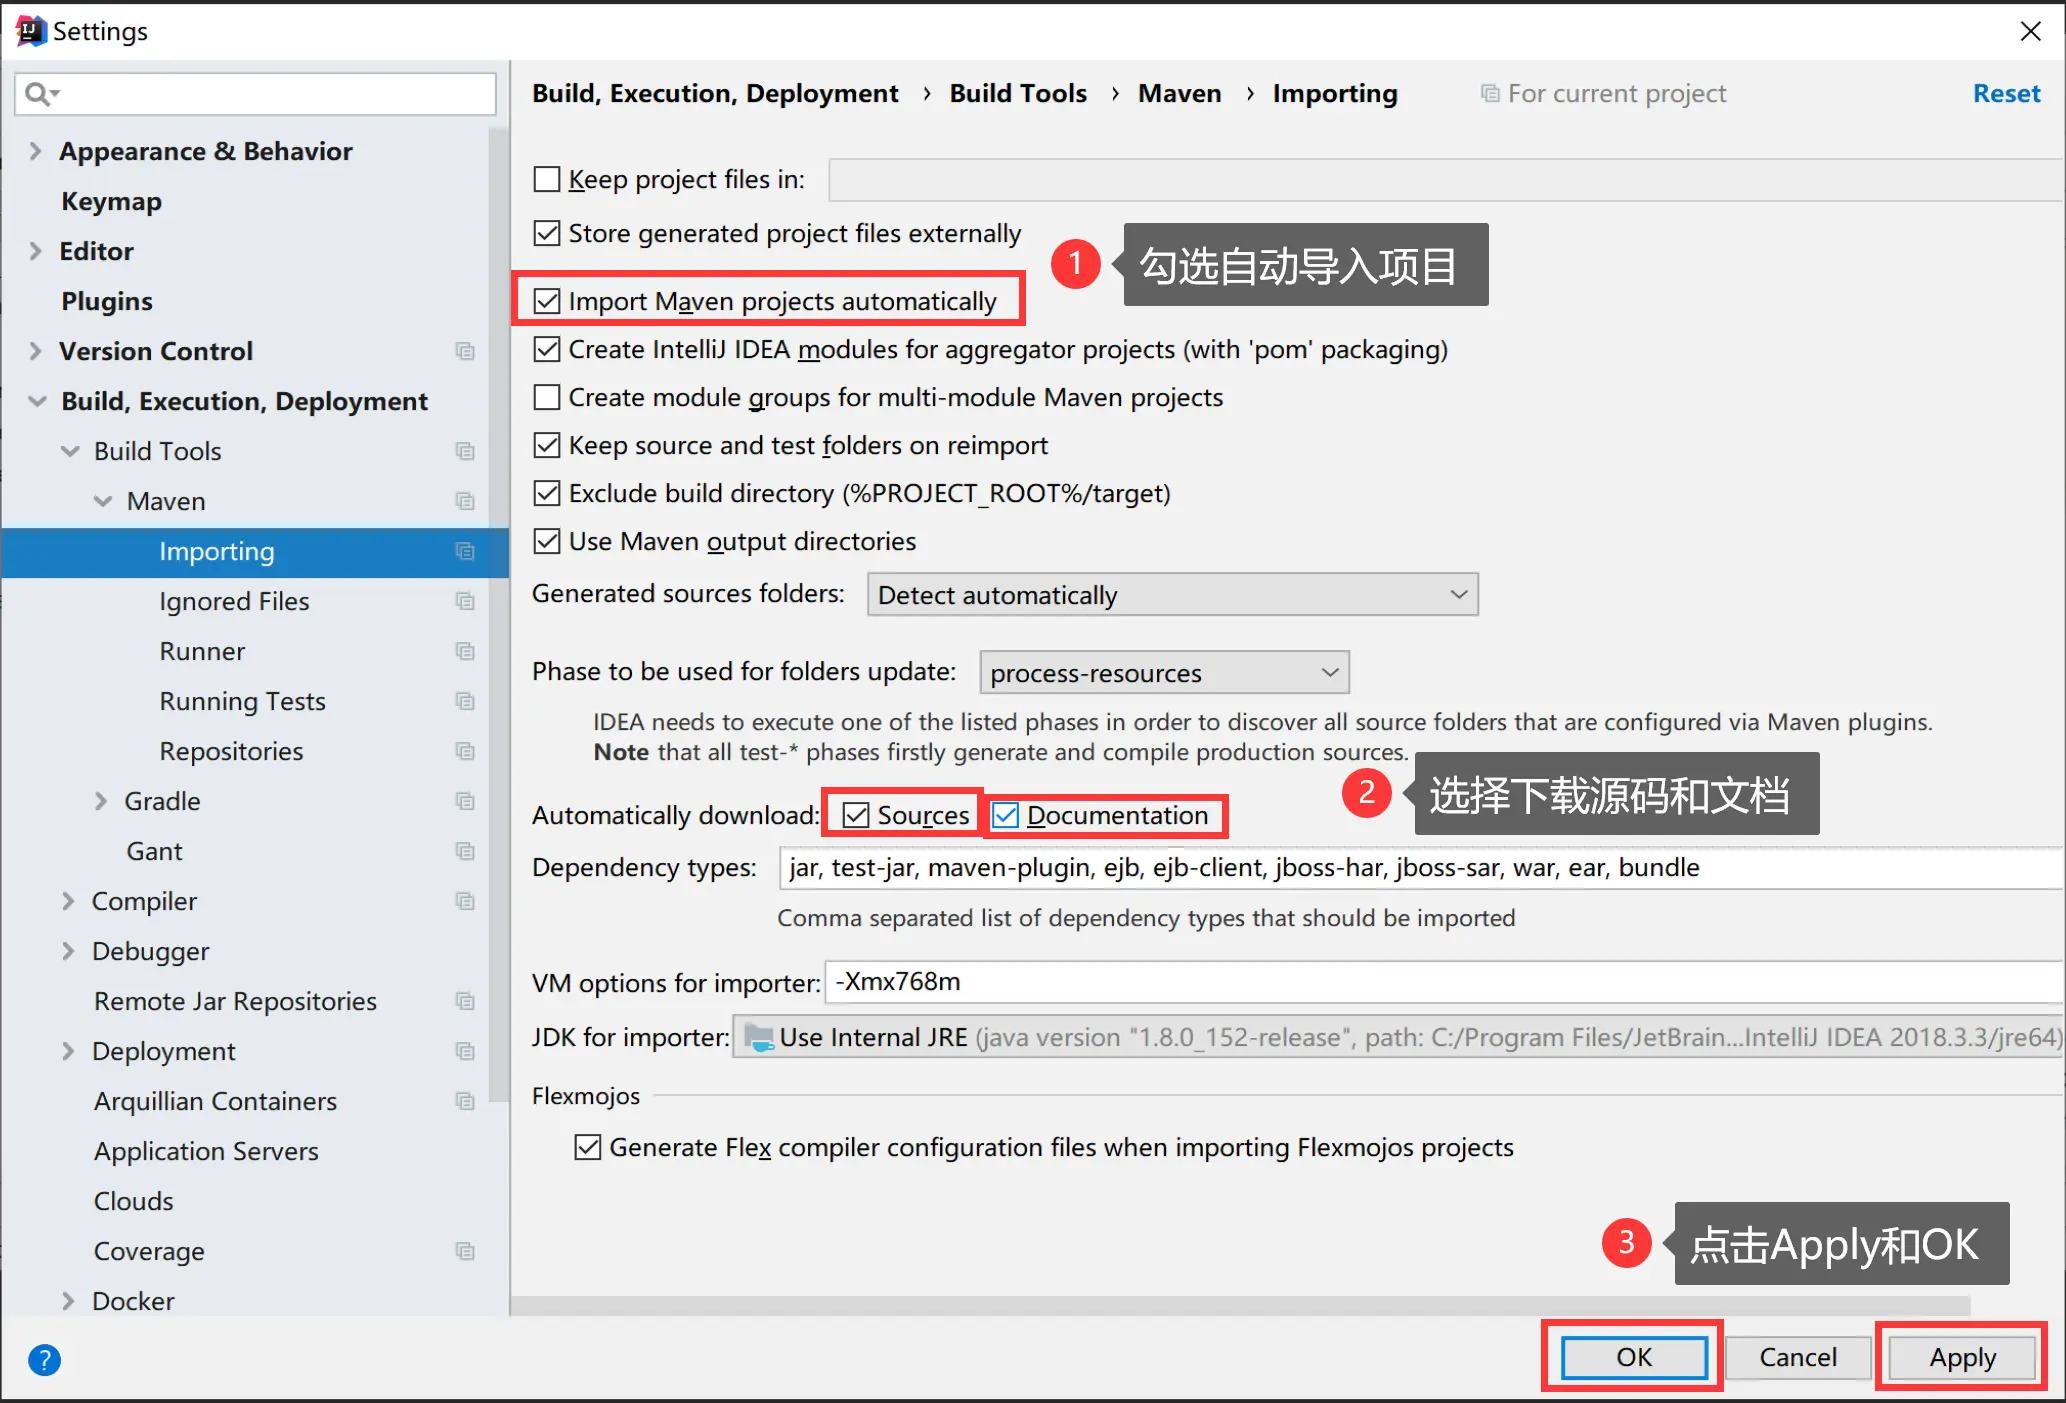 Settings
Build, Execution, Deployment › Build Tools › Maven › Importing For current project Reset
Appearance & Behavior
Keymap
Editor
Plugins
Version Control
Build, Execution, Deployment
Build Tools
Maven
Importing
Ignored Files
Runner
Running Tests
Repositories
Gradle
Gant
Compiler
Debugger
Remote Jar Repositories
Deployment
Arquillian Containers
Application Servers
Clouds
Coverage
Docker
Keep project files in:
Store generated project files externally
1 勾选自动导入项目
Import Maven projects automatically
Create IntelliJ IDEA modules for aggregator projects (with 'pom' packaging)
Create module groups for multi-module Maven projects
Keep source and test folders on reimport
Exclude build directory (%PROJECT_ROOT%/target)
Use Maven output directories
Generated sources folders: Detect automatically
Phase to be used for folders update: process-resources
IDEA needs to execute one of the listed phases in order to discover all source folders that are configured via Maven plugins.
Note that all test-* phases firstly generate and compile production sources.
2 选择下载源码和文档
Automatically download: Sources Documentation
Dependency types: jar, test-jar, maven-plugin, ejb, ejb-client, jboss-har, jboss-sar, war, ear, bundle
Comma separated list of dependency types that should be imported
VM options for importer: -Xmx768m
JDK for importer: Use Internal JRE (java version "1.8.0_152-release", path: C:/Program Files/JetBrain...IntelliJ IDEA 2018.3.3/jre64)
Flexmojos
Generate Flex compiler configuration files when importing Flexmojos projects
3 点击Apply和OK
? OK Cancel Apply